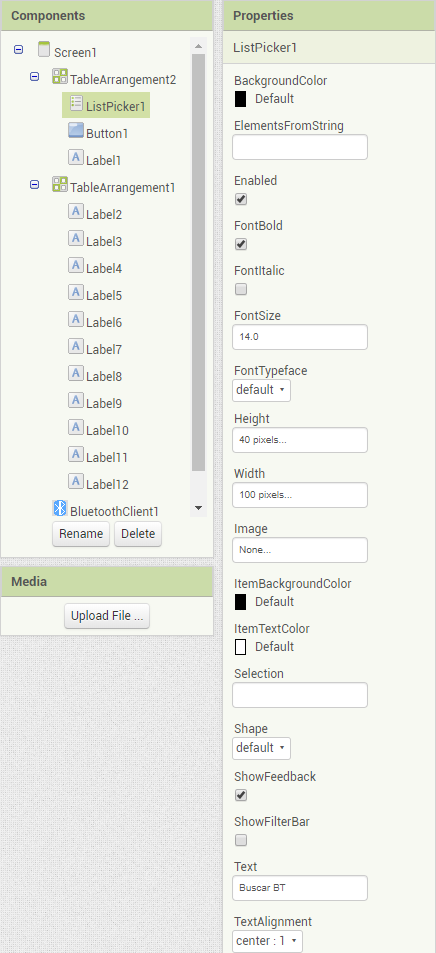 Components
Screen1
TableArrangement2
ListPicker1
Button1
A Label1
TableArrangement1
A Label2
A Label3
A Label4
A Label5
A Label6
A Label7
A Label8
A Label9
A Label10
A Label11
A Label12
BluetoothClient1
Rename Delete
Media
Upload File ...
Properties
ListPicker1
BackgroundColor
Default
ElementsFromString
Enabled
FontBold
FontItalic
FontSize
14.0
FontTypeface
default
Height
40 pixels...
Width
100 pixels...
Image
None...
ItemBackgroundColor
Default
ItemTextColor
Default
Selection
Shape
default
ShowFeedback
ShowFilterBar
Text
Buscar BT
TextAlignment
center : 1